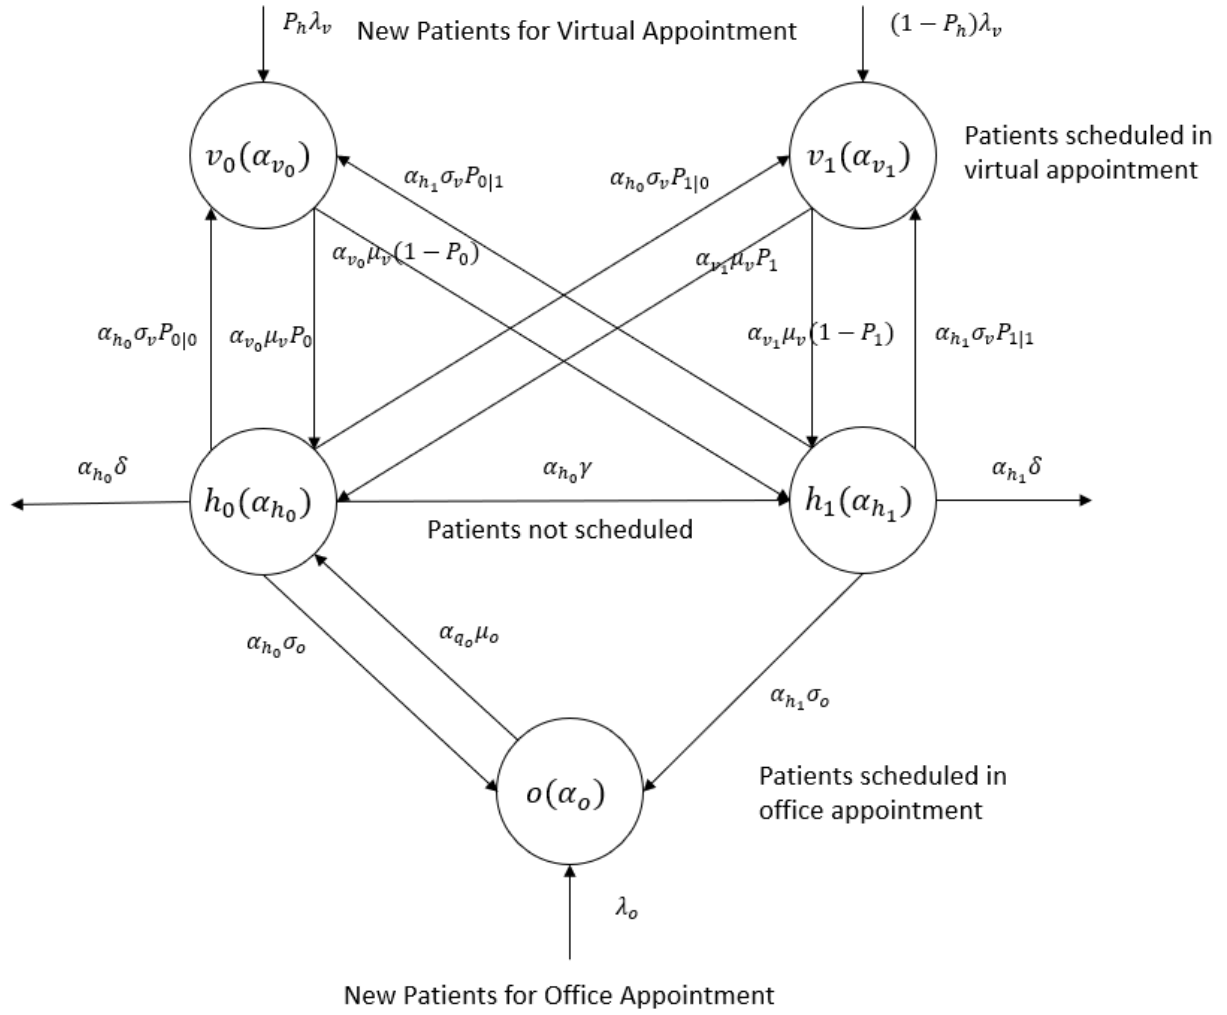 P_h λ_v
New Patients for Virtual Appointment
(1 − P_h)λ_v
v_0(α_{v_0})
v_1(α_{v_1})
Patients scheduled in
virtual appointment
α_{h_1} σ_v P_{0|1}
α_{h_0} σ_v P_{1|0}
α_{v_0} μ_v (1 − P_0)
α_{v_1} μ_v P_1
α_{h_0} σ_v P_{0|0}
α_{v_0} μ_v P_0
α_{v_1} μ_v (1 − P_1)
α_{h_1} σ_v P_{1|1}
α_{h_0} δ
h_0(α_{h_0})
α_{h_0} γ
h_1(α_{h_1})
α_{h_1} δ
Patients not scheduled
α_{h_0} σ_o
α_{q_o} μ_o
α_{h_1} σ_o
o(α_o)
Patients scheduled in
office appointment
λ_o
New Patients for Office Appointment